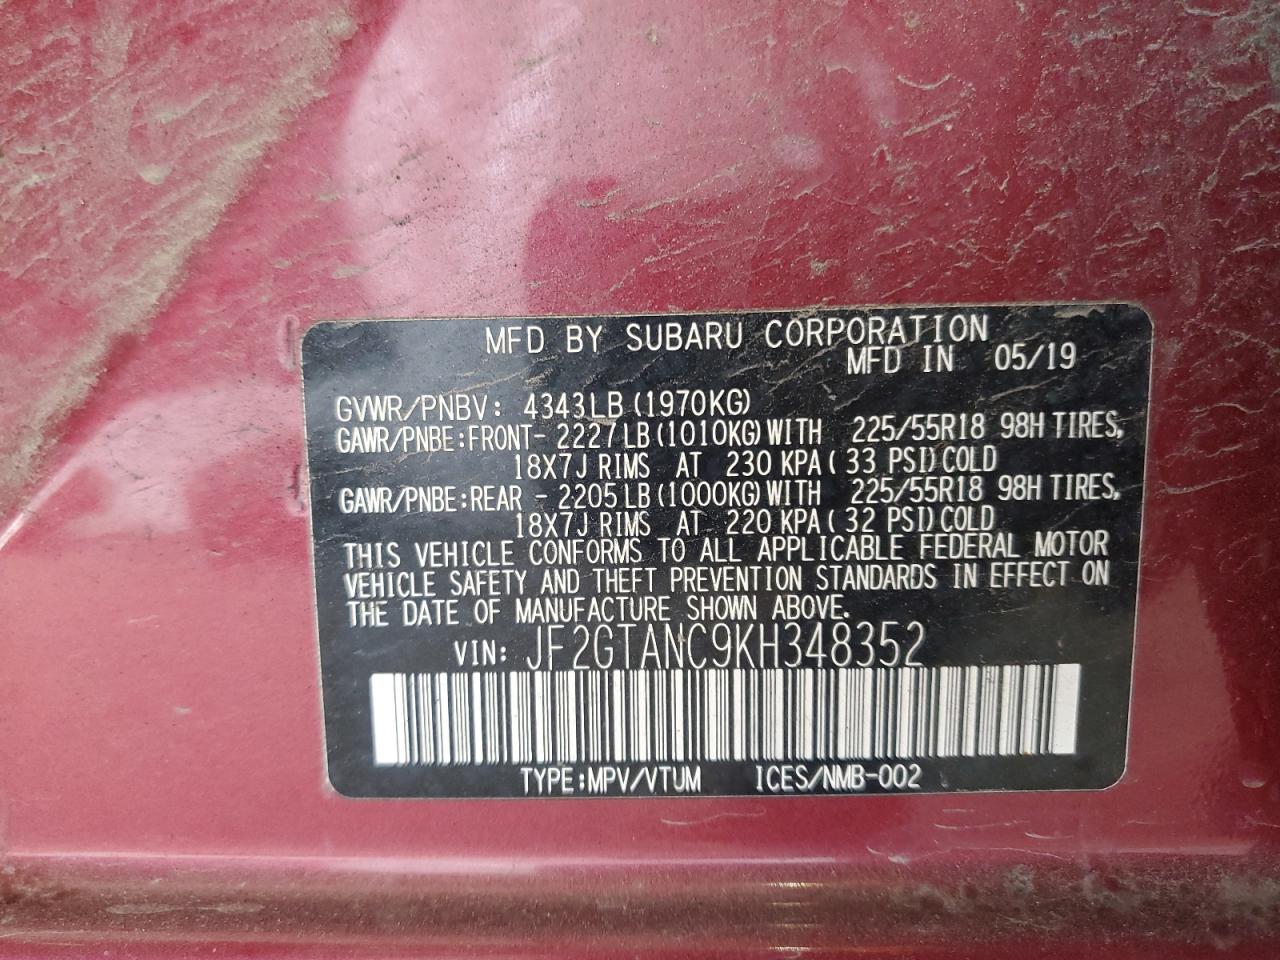 MFD BY SUBARU CORPORATION
MFD IN 05/19
GVWR/PNBV: 4343LB(1970KG)
GAWR/PNBE:FRONT- 2227LB(1010KG)WITH 225/55R18 98H TIRES,
18X7J RIMS AT 230 KPA( 33 PSI)COLD
GAWR/PNBE:REAR - 2205LB(1000KG)WITH 225/55R18 98H TIRES,
18X7J RIMS AT 220 KPA( 32 PSI)COLD
THIS VEHICLE CONFORMS TO ALL APPLICABLE FEDERAL MOTOR
VEHICLE SAFETY AND THEFT PREVENTION STANDARDS IN EFFECT ON
THE DATE OF MANUFACTURE SHOWN ABOVE.
VIN: JF2GTANC9KH348352
TYPE:MPV/VTUM ICES/NMB-002